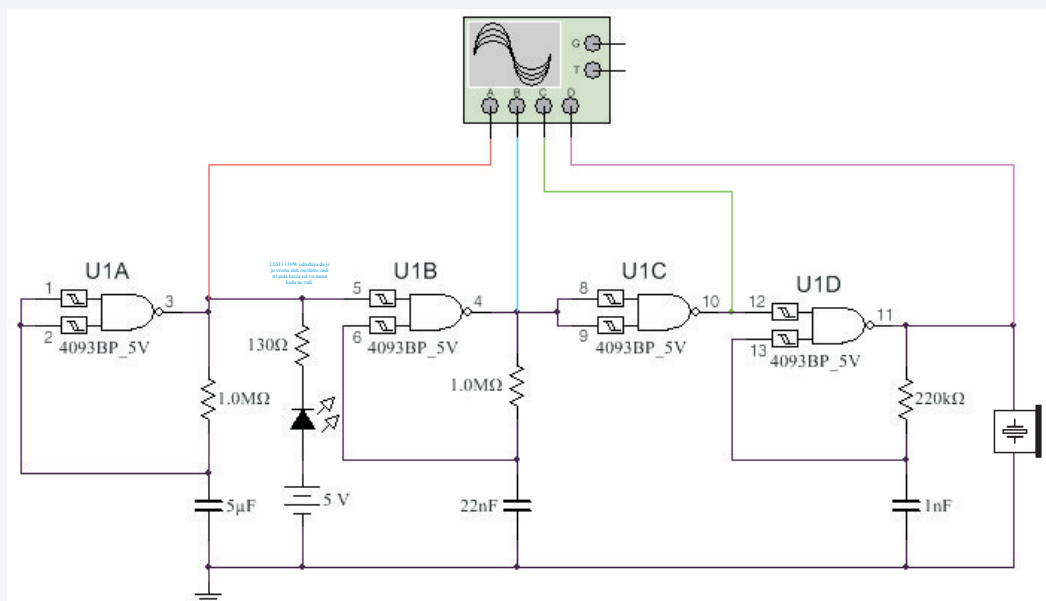 G
T
A
B
C
D
U1A
1
2
3
4093BP_5V
1.0MΩ
5µF
130Ω
5 V
U1B
5
6
4
4093BP_5V
1.0MΩ
22nF
U1C
8
9
10
4093BP_5V
U1D
12
13
11
4093BP_5V
220kΩ
1nF